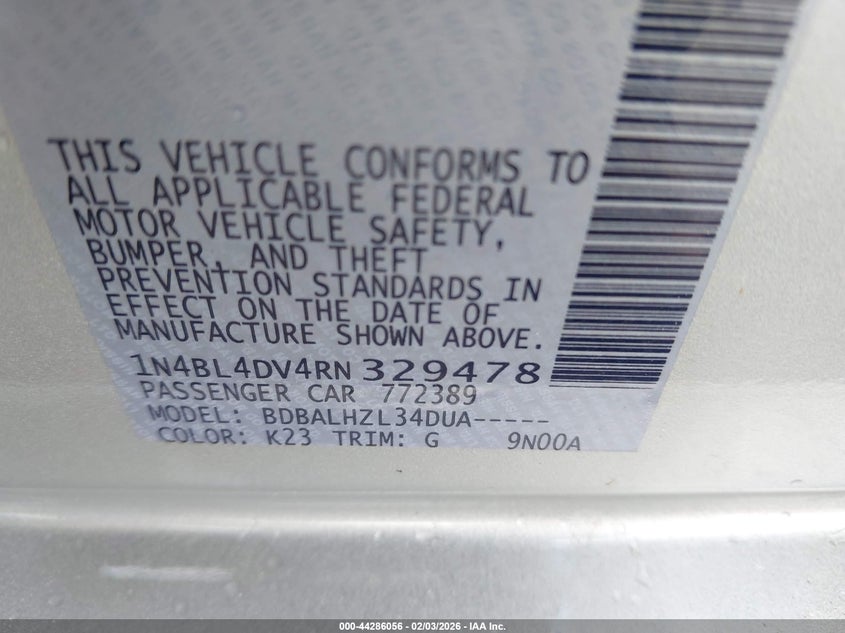 THIS VEHICLE CONFORMS TO
ALL APPLICABLE FEDERAL
MOTOR VEHICLE SAFETY,
BUMPER, AND THEFT
PREVENTION STANDARDS IN
EFFECT ON THE DATE OF
MANUFACTURE SHOWN ABOVE.
1N4BL4DV4RN329478
PASSENGER CAR 772389
MODEL: BDBALHZL34DUA-----
COLOR: K23 TRIM: G 9N00A
000-44286056 - 02/03/2026 - IAA Inc.